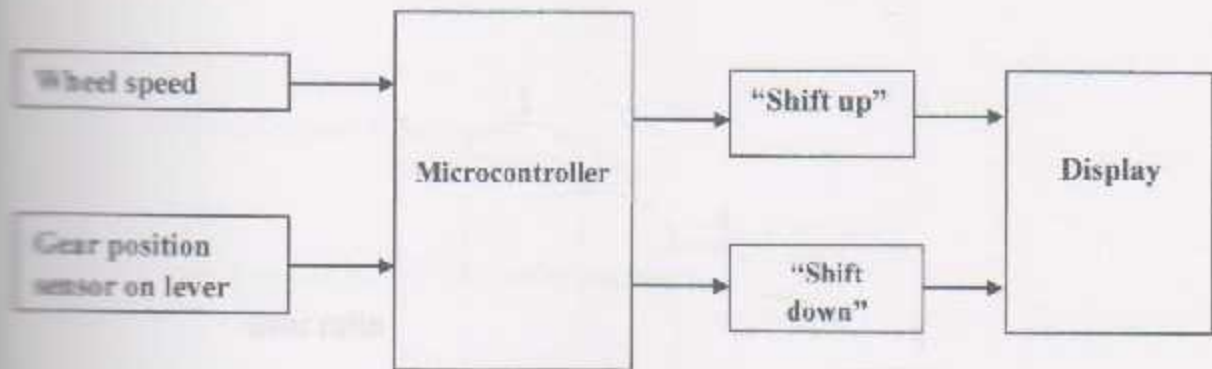 Wheel speed
Gear position
sensor on lever
Microcontroller
“Shift up”
“Shift
down”
Display